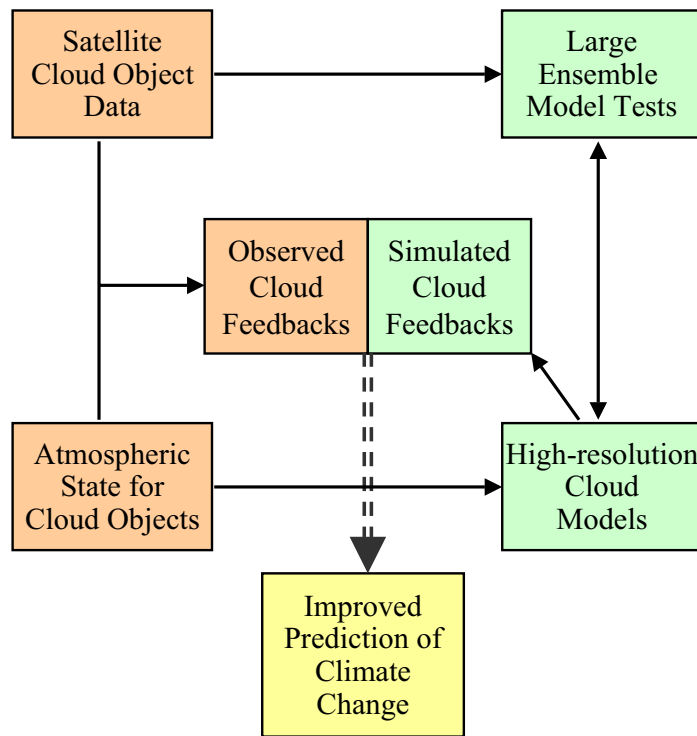 Satellite
Cloud Object
Data
Large
Ensemble
Model Tests
Observed
Cloud
Feedbacks
Simulated
Cloud
Feedbacks
Atmospheric
State for
Cloud Objects
High-resolution
Cloud
Models
Improved
Prediction of
Climate
Change